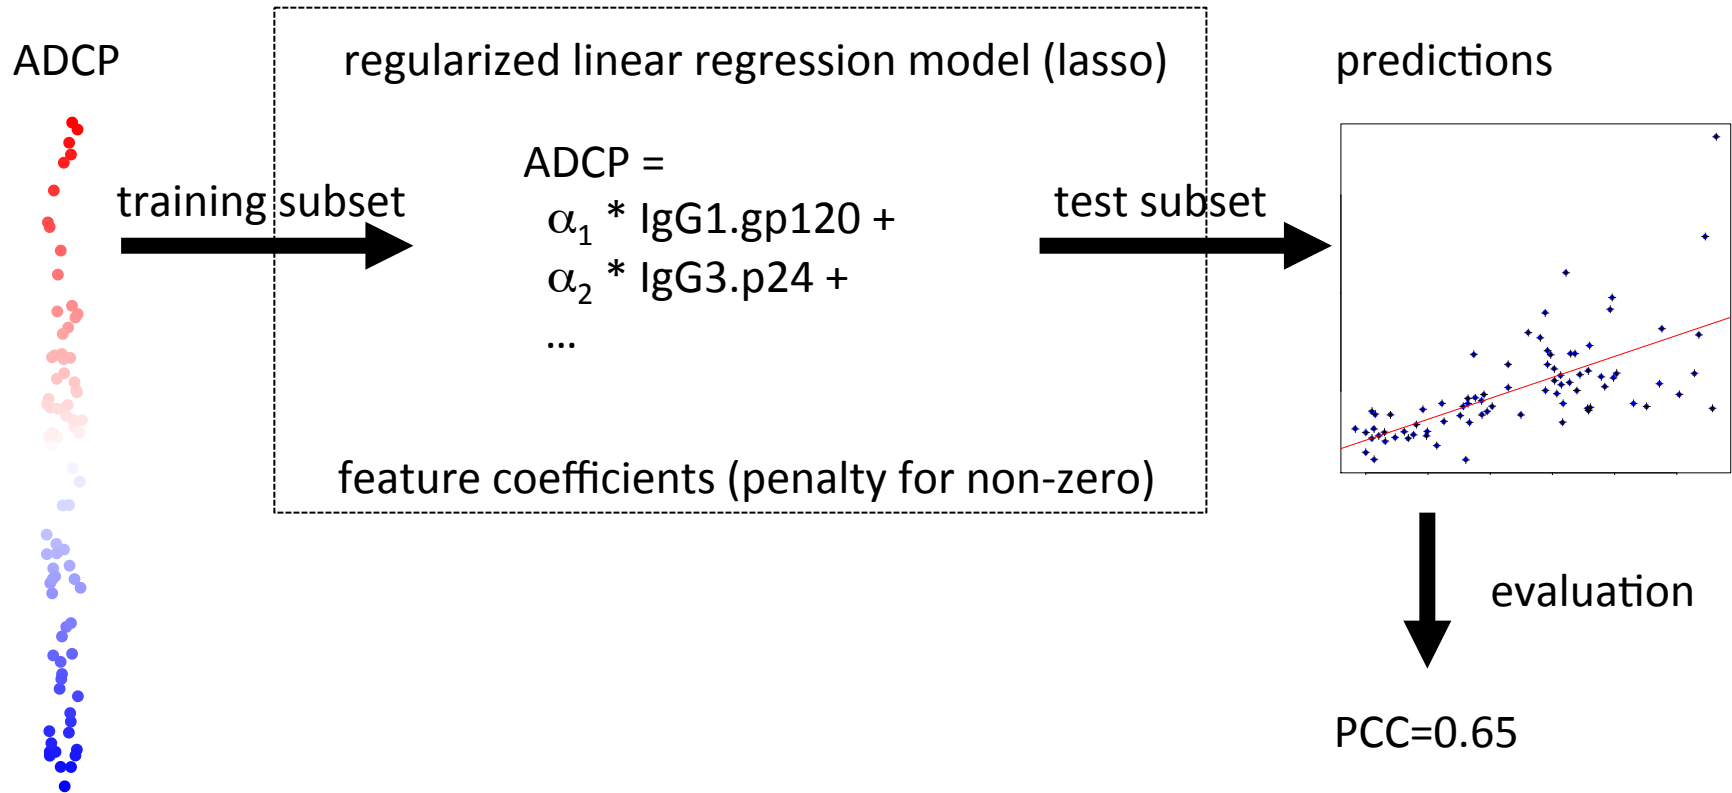 ADCP
regularized linear regression model (lasso)
predictions
training subset
ADCP =
α1 * IgG1.gp120 +
α2 * IgG3.p24 +
...
test subset
feature coefficients (penalty for non-zero)
evaluation
PCC=0.65